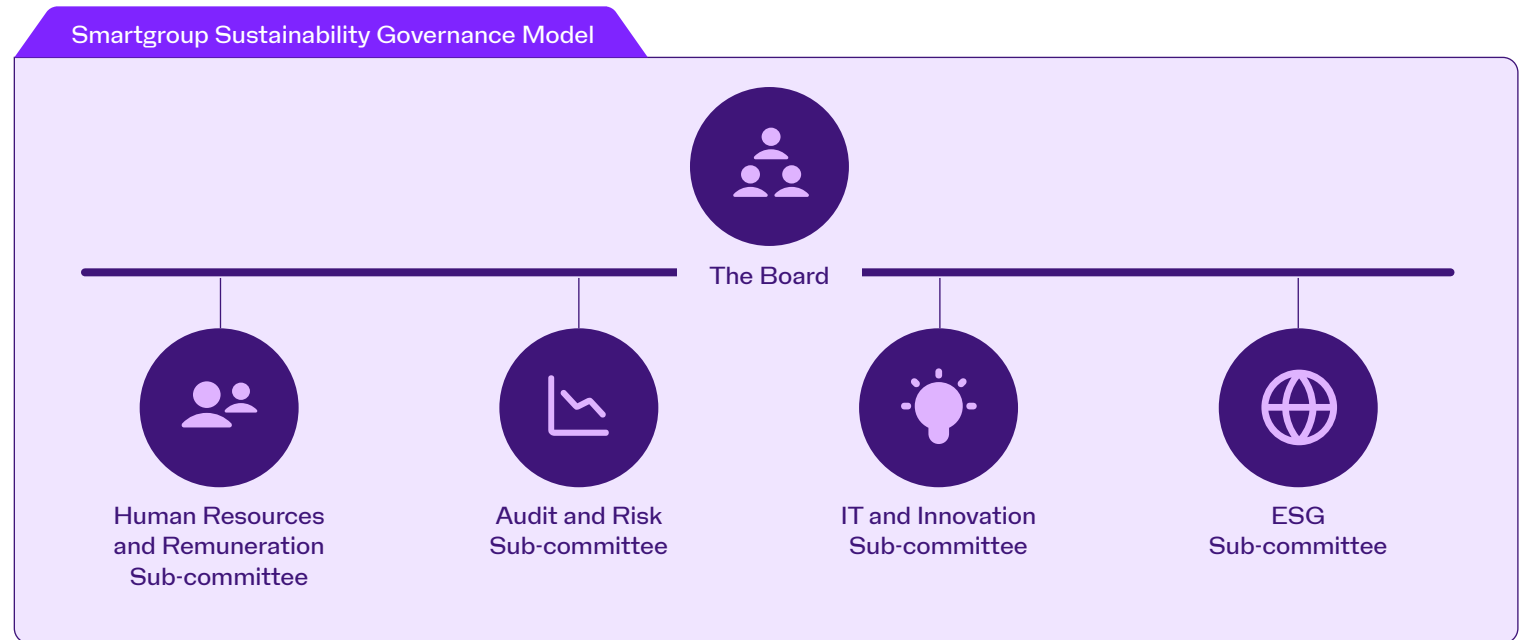 Smartgroup Sustainability Governance Model
The Board
Human Resources
and Remuneration
Sub-committee
Audit and Risk
Sub-committee
IT and Innovation
Sub-committee
ESG
Sub-committee